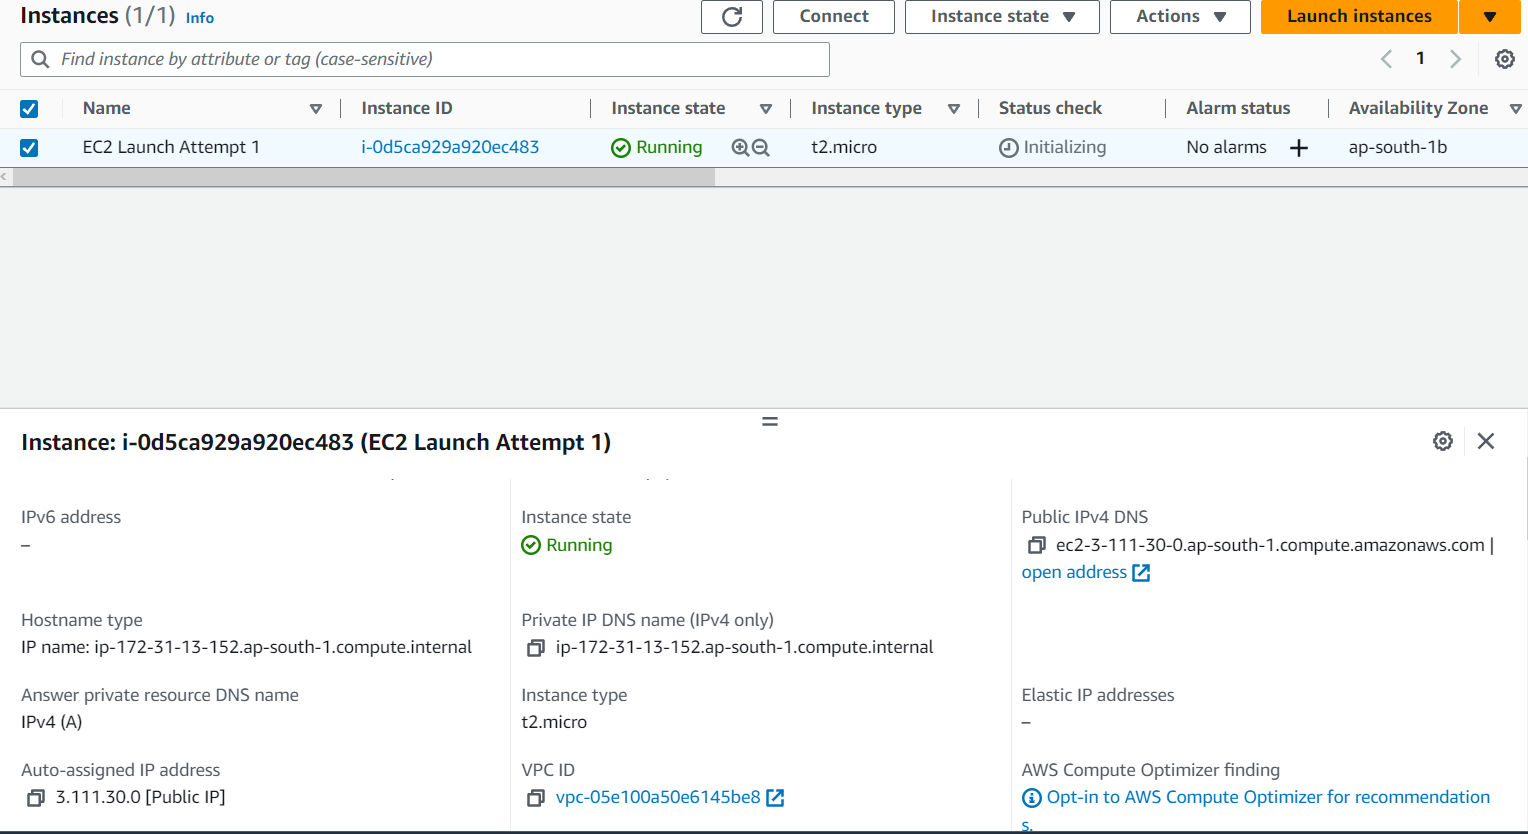 Instances (1/1) Info
Connect
Instance state
Actions
Launch instances
Find instance by attribute or tag (case-sensitive)
1
Name
Instance ID
Instance state
Instance type
Status check
Alarm status
Availability Zone
EC2 Launch Attempt 1
i-0d5ca929a920ec483
Running
t2.micro
Initializing
No alarms
ap-south-1b
Instance: i-0d5ca929a920ec483 (EC2 Launch Attempt 1)
IPv6 address
–
Instance state
Running
Public IPv4 DNS
ec2-3-111-30-0.ap-south-1.compute.amazonaws.com |
open address
Hostname type
IP name: ip-172-31-13-152.ap-south-1.compute.internal
Private IP DNS name (IPv4 only)
ip-172-31-13-152.ap-south-1.compute.internal
Answer private resource DNS name
IPv4 (A)
Instance type
t2.micro
Elastic IP addresses
–
Auto-assigned IP address
3.111.30.0 [Public IP]
VPC ID
vpc-05e100a50e6145be8
AWS Compute Optimizer finding
Opt-in to AWS Compute Optimizer for recommendation
s.